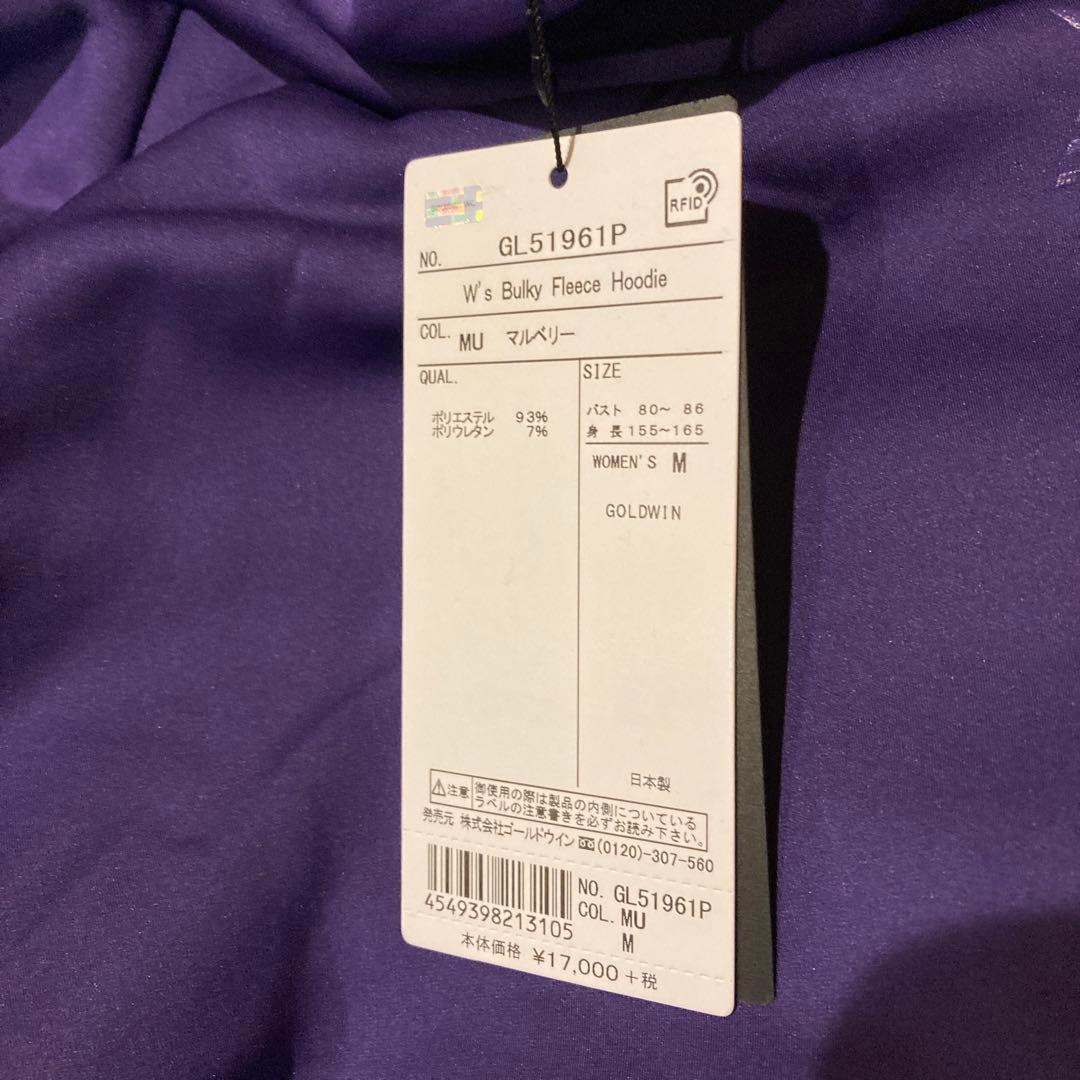 RFID
NO. GL51961P
W's Bulky Fleece Hoodie
COL. MU マルベリー
QUAL.
ポリエステル 93%
ポリウレタン 7%
SIZE
バスト 80~ 86
身 長 155~165
WOMEN'S M
GOLDWIN
日本製
注意 御使用の際は製品の内側についている
ラベルの注意書きを必ずお読み下さい。
発売元 株式会社ゴールドウイン (0120)-307-560
4549398213105
NO. GL51961P
COL. MU
M
本体価格 ¥17,000+税